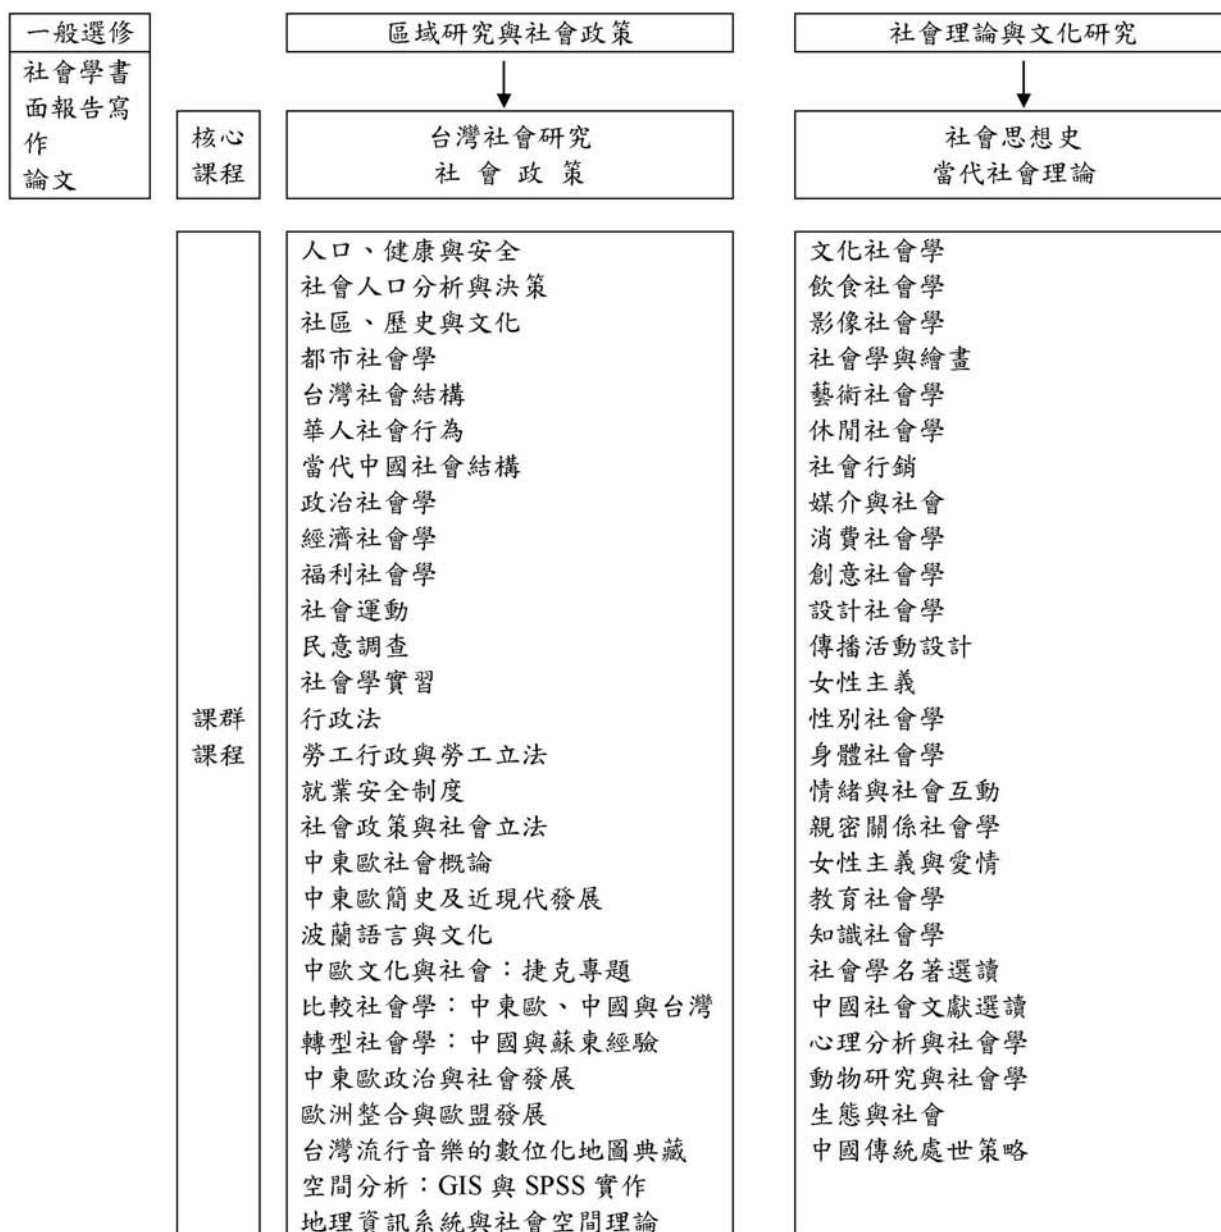 一般選修
社會學書
面報告寫
作
論文
區域研究與社會政策
社會理論與文化研究
核心
課程
台灣社會研究
社會政策
社會思想史
當代社會理論
課群
課程
人口、健康與安全
社會人口分析與決策
社區、歷史與文化
都市社會學
台灣社會結構
華人社會行為
當代中國社會結構
政治社會學
經濟社會學
福利社會學
社會運動
民意調查
社會學實習
行政法
勞工行政與勞工立法
就業安全制度
社會政策與社會立法
中東歐社會概論
中東歐簡史及近現代發展
波蘭語言與文化
中歐文化與社會：捷克專題
比較社會學：中東歐、中國與台灣
轉型社會學：中國與蘇東經驗
中東歐政治與社會發展
歐洲整合與歐盟發展
台灣流行音樂的數位化地圖典藏
空間分析：GIS 與 SPSS 實作
地理資訊系統與社會空間理論
文化社會學
飲食社會學
影像社會學
社會學與繪畫
藝術社會學
休閒社會學
社會行銷
媒介與社會
消費社會學
創意社會學
設計社會學
傳播活動設計
女性主義
性別社會學
身體社會學
情緒與社會互動
親密關係社會學
女性主義與愛情
教育社會學
知識社會學
社會學名著選讀
中國社會文獻選讀
心理分析與社會學
動物研究與社會學
生態與社會
中國傳統處世策略